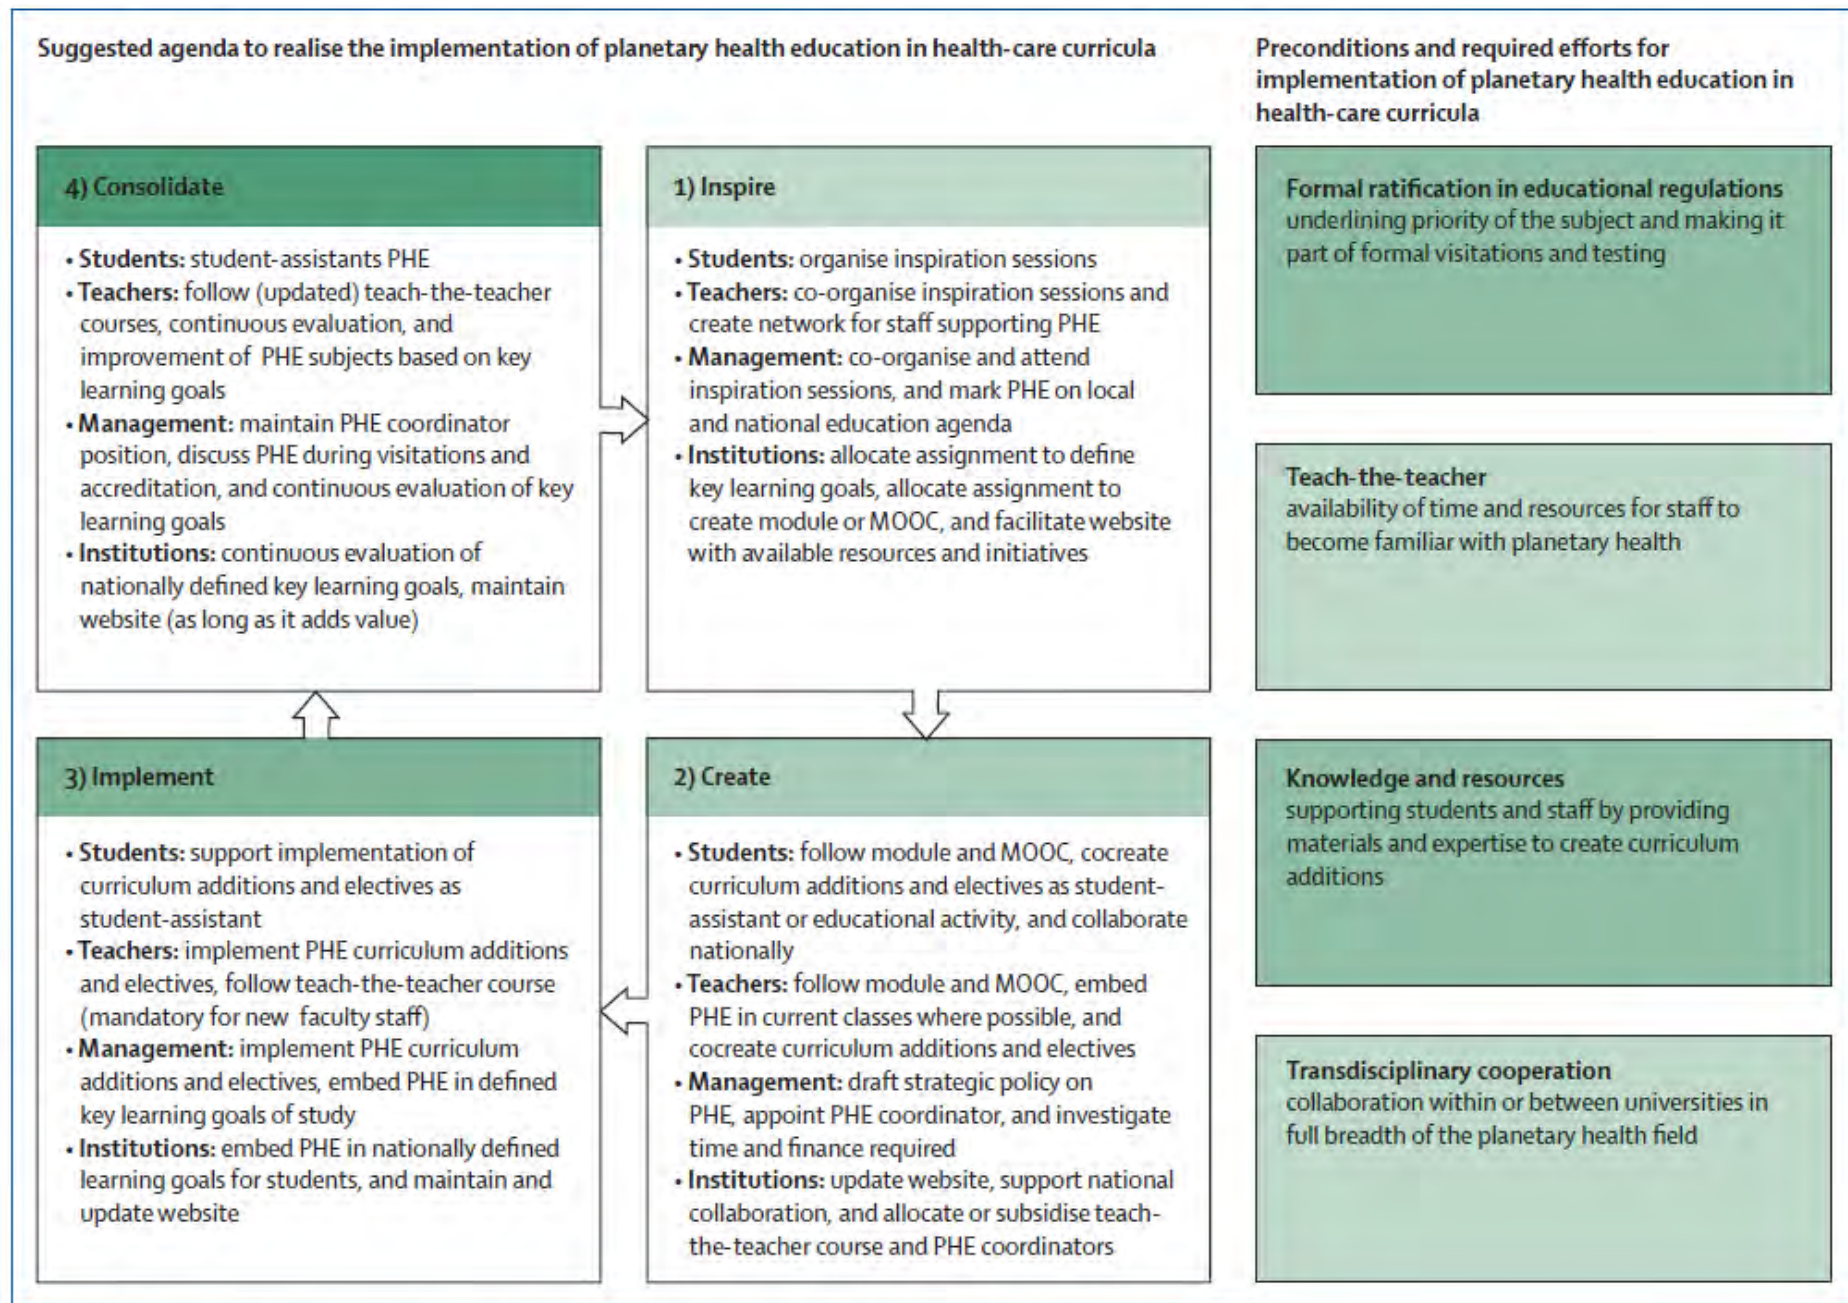 Suggested agenda to realise the implementation of planetary health education in health-care curricula
4) Consolidate
• Students: student-assistants PHE
• Teachers: follow (updated) teach-the-teacher
courses, continuous evaluation, and
improvement of PHE subjects based on key
learning goals
• Management: maintain PHE coordinator
position, discuss PHE during visitations and
accreditation, and continuous evaluation of key
learning goals
• Institutions: continuous evaluation of
nationally defined key learning goals, maintain
website (as long as it adds value)
1) Inspire
• Students: organise inspiration sessions
• Teachers: co-organise inspiration sessions and
create network for staff supporting PHE
• Management: co-organise and attend
inspiration sessions, and mark PHE on local
and national education agenda
• Institutions: allocate assignment to define
key learning goals, allocate assignment to
create module or MOOC, and facilitate website
with available resources and initiatives
3) Implement
• Students: support implementation of
curriculum additions and electives as
student-assistant
• Teachers: implement PHE curriculum additions
and electives, follow teach-the-teacher course
(mandatory for new faculty staff)
• Management: implement PHE curriculum
additions and electives, embed PHE in defined
key learning goals of study
• Institutions: embed PHE in nationally defined
learning goals for students, and maintain and
update website
2) Create
• Students: follow module and MOOC, cocreate
curriculum additions and electives as student-
assistant or educational activity, and collaborate
nationally
• Teachers: follow module and MOOC, embed
PHE in current classes where possible, and
cocreate curriculum additions and electives
• Management: draft strategic policy on
PHE, appoint PHE coordinator, and investigate
time and finance required
• Institutions: update website, support national
collaboration, and allocate or subsidise teach-
the-teacher course and PHE coordinators
Preconditions and required efforts for
implementation of planetary health education in
health-care curricula
Formal ratification in educational regulations
underlining priority of the subject and making it
part of formal visitations and testing
Teach-the-teacher
availability of time and resources for staff to
become familiar with planetary health
Knowledge and resources
supporting students and staff by providing
materials and expertise to create curriculum
additions
Transdisciplinary cooperation
collaboration within or between universities in
full breadth of the planetary health field